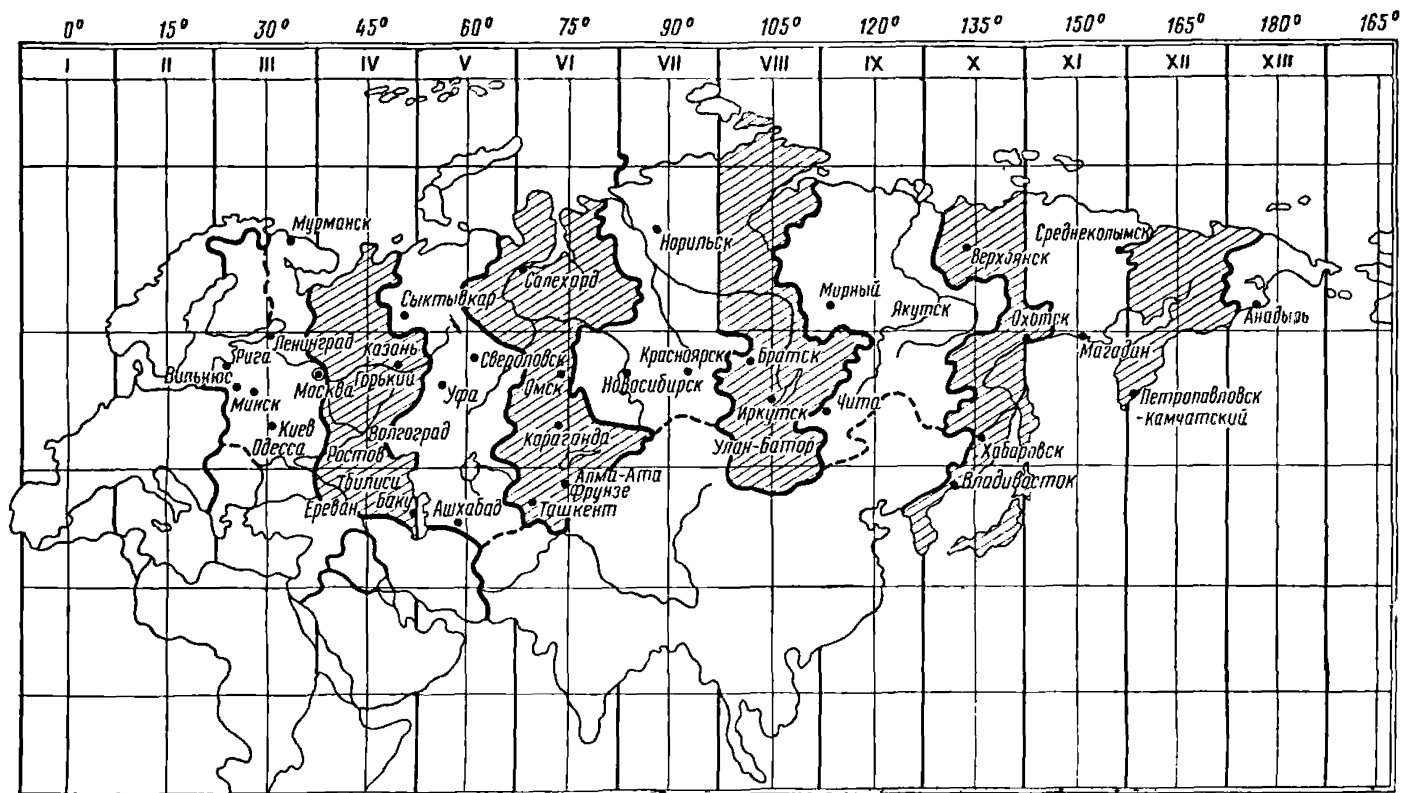 0° 15° 30° 45° 60° 75° 90° 105° 120° 135° 150° 165° 180° 165°
I II III IV V VI VII VIII IX X XI XII XIII
Мурманск
Норильск
Среднеколымск
Верхоянск
Салехард
Сыктывкар
Мирный
Якутск
Охотск
Анадырь
Ленинград
Магадан
Казань
Рига
Свердловск
Красноярск
Братск
Вильнюс
Москва
Горький
Омск
Новосибирск
Уфа
Минск
Иркутск
Чита
Петропавловск
-камчатский
Киев
Волгоград
Караганда
Одесса
Ростов
Улан-Батор
Хабаровск
Тбилиси
Алма-Ата
Фрунзе
Владивосток
Баку
Ереван
Ашхабад
Ташкент